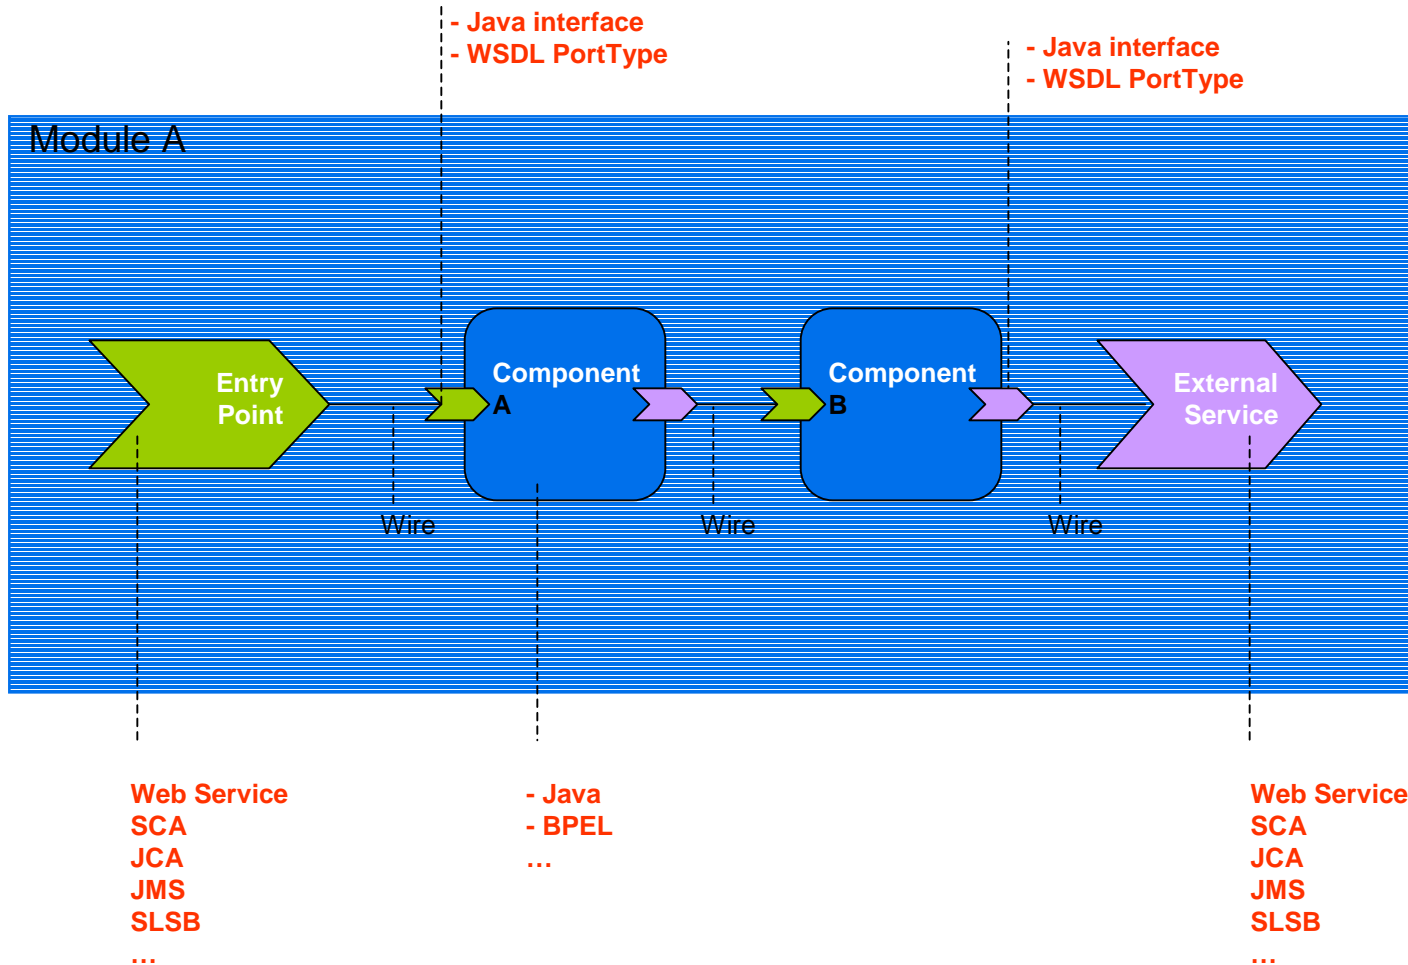 - Java interface
- WSDL PortType
- Java interface
- WSDL PortType
Module A
Entry
Point
Component
A
Component
B
External
Service
Wire
Wire
Wire
Web Service
SCA
JCA
JMS
SLSB
…
- Java
- BPEL
…
Web Service
SCA
JCA
JMS
SLSB
…